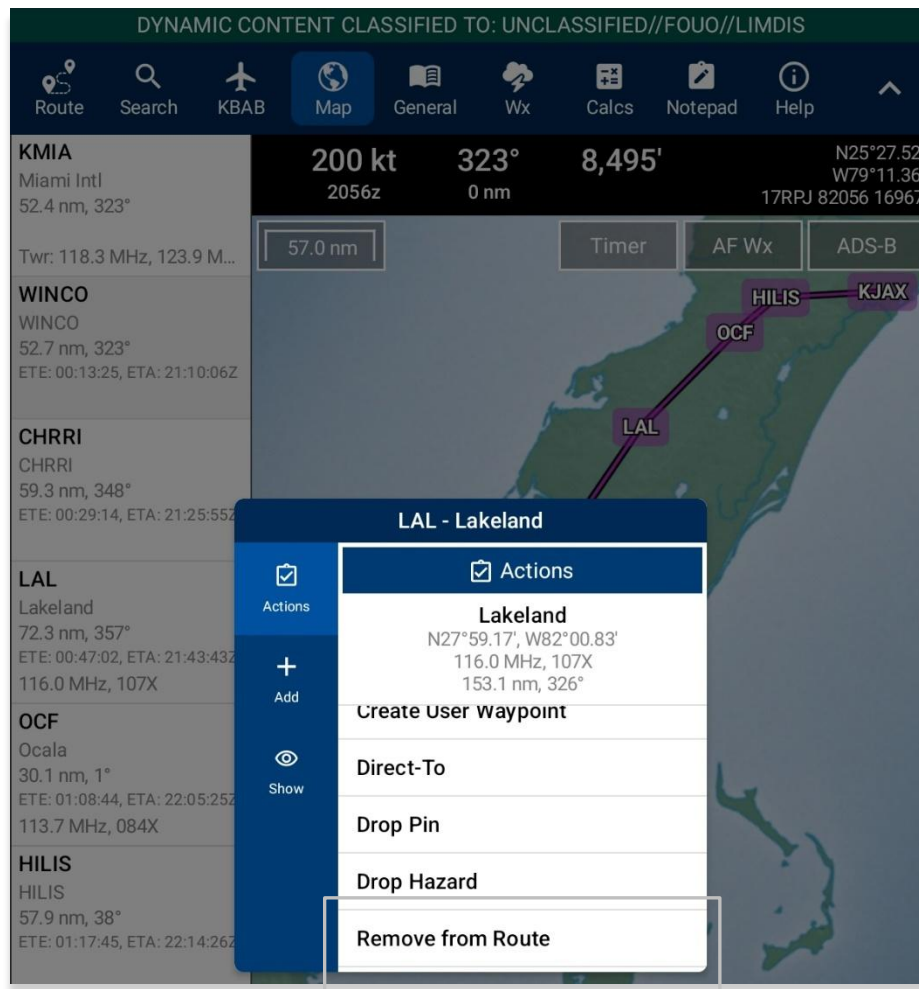 DYNAMIC CONTENT CLASSIFIED TO: UNCLASSIFIED//FOUO//LIMDIS
Route Search KBAB Map General Wx Calcs Notepad Help
KMIA
Miami Intl
52.4 nm, 323°
Twr: 118.3 MHz, 123.9 M...
WINCO
WINCO
52.7 nm, 323°
ETE: 00:13:25, ETA: 21:10:06Z
CHRRI
CHRRI
59.3 nm, 348°
ETE: 00:29:14, ETA: 21:25:55Z
LAL
Lakeland
72.3 nm, 357°
ETE: 00:47:02, ETA: 21:43:43Z
116.0 MHz, 107X
OCF
Ocala
30.1 nm, 1°
ETE: 01:08:44, ETA: 22:05:25Z
113.7 MHz, 084X
HILIS
HILIS
57.9 nm, 38°
ETE: 01:17:45, ETA: 22:14:26Z
200 kt 323° 8,495'
2056z 0 nm
N25°27.52
W79°11.36
17RPJ 82056 16967
57.0 nm Timer AF Wx ADS-B
HILIS KJAX
OCF
LAL
LAL - Lakeland
Actions
Add
Show
Actions
Lakeland
N27°59.17', W82°00.83'
116.0 MHz, 107X
153.1 nm, 326°
Create User Waypoint
Direct-To
Drop Pin
Drop Hazard
Remove from Route